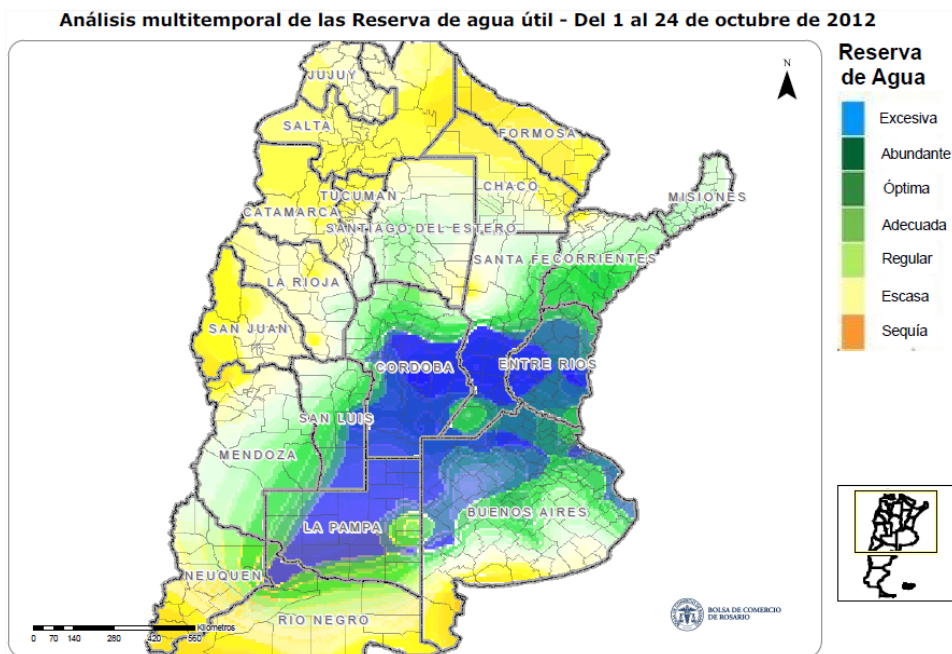 Análisis multitemporal de las Reserva de agua útil - Del 1 al 24 de octubre de 2012
Reserva
de Agua
Excesiva
Abundante
Óptima
Adecuada
Regular
Escasa
Sequía
N
JUJUY
SALTA
FORMOSA
CHACO
MISIONES
TUCUMAN
CATAMARCA
SANTIAGO DEL ESTERO
SANTA FE
CORRIENTES
LA RIOJA
SAN JUAN
CORDOBA
ENTRE RIOS
SAN LUIS
MENDOZA
LA PAMPA
BUENOS AIRES
NEUQUEN
RIO NEGRO
BOLSA DE COMERCIO
DE ROSARIO
Kilometros
0 70 140 280 420 560